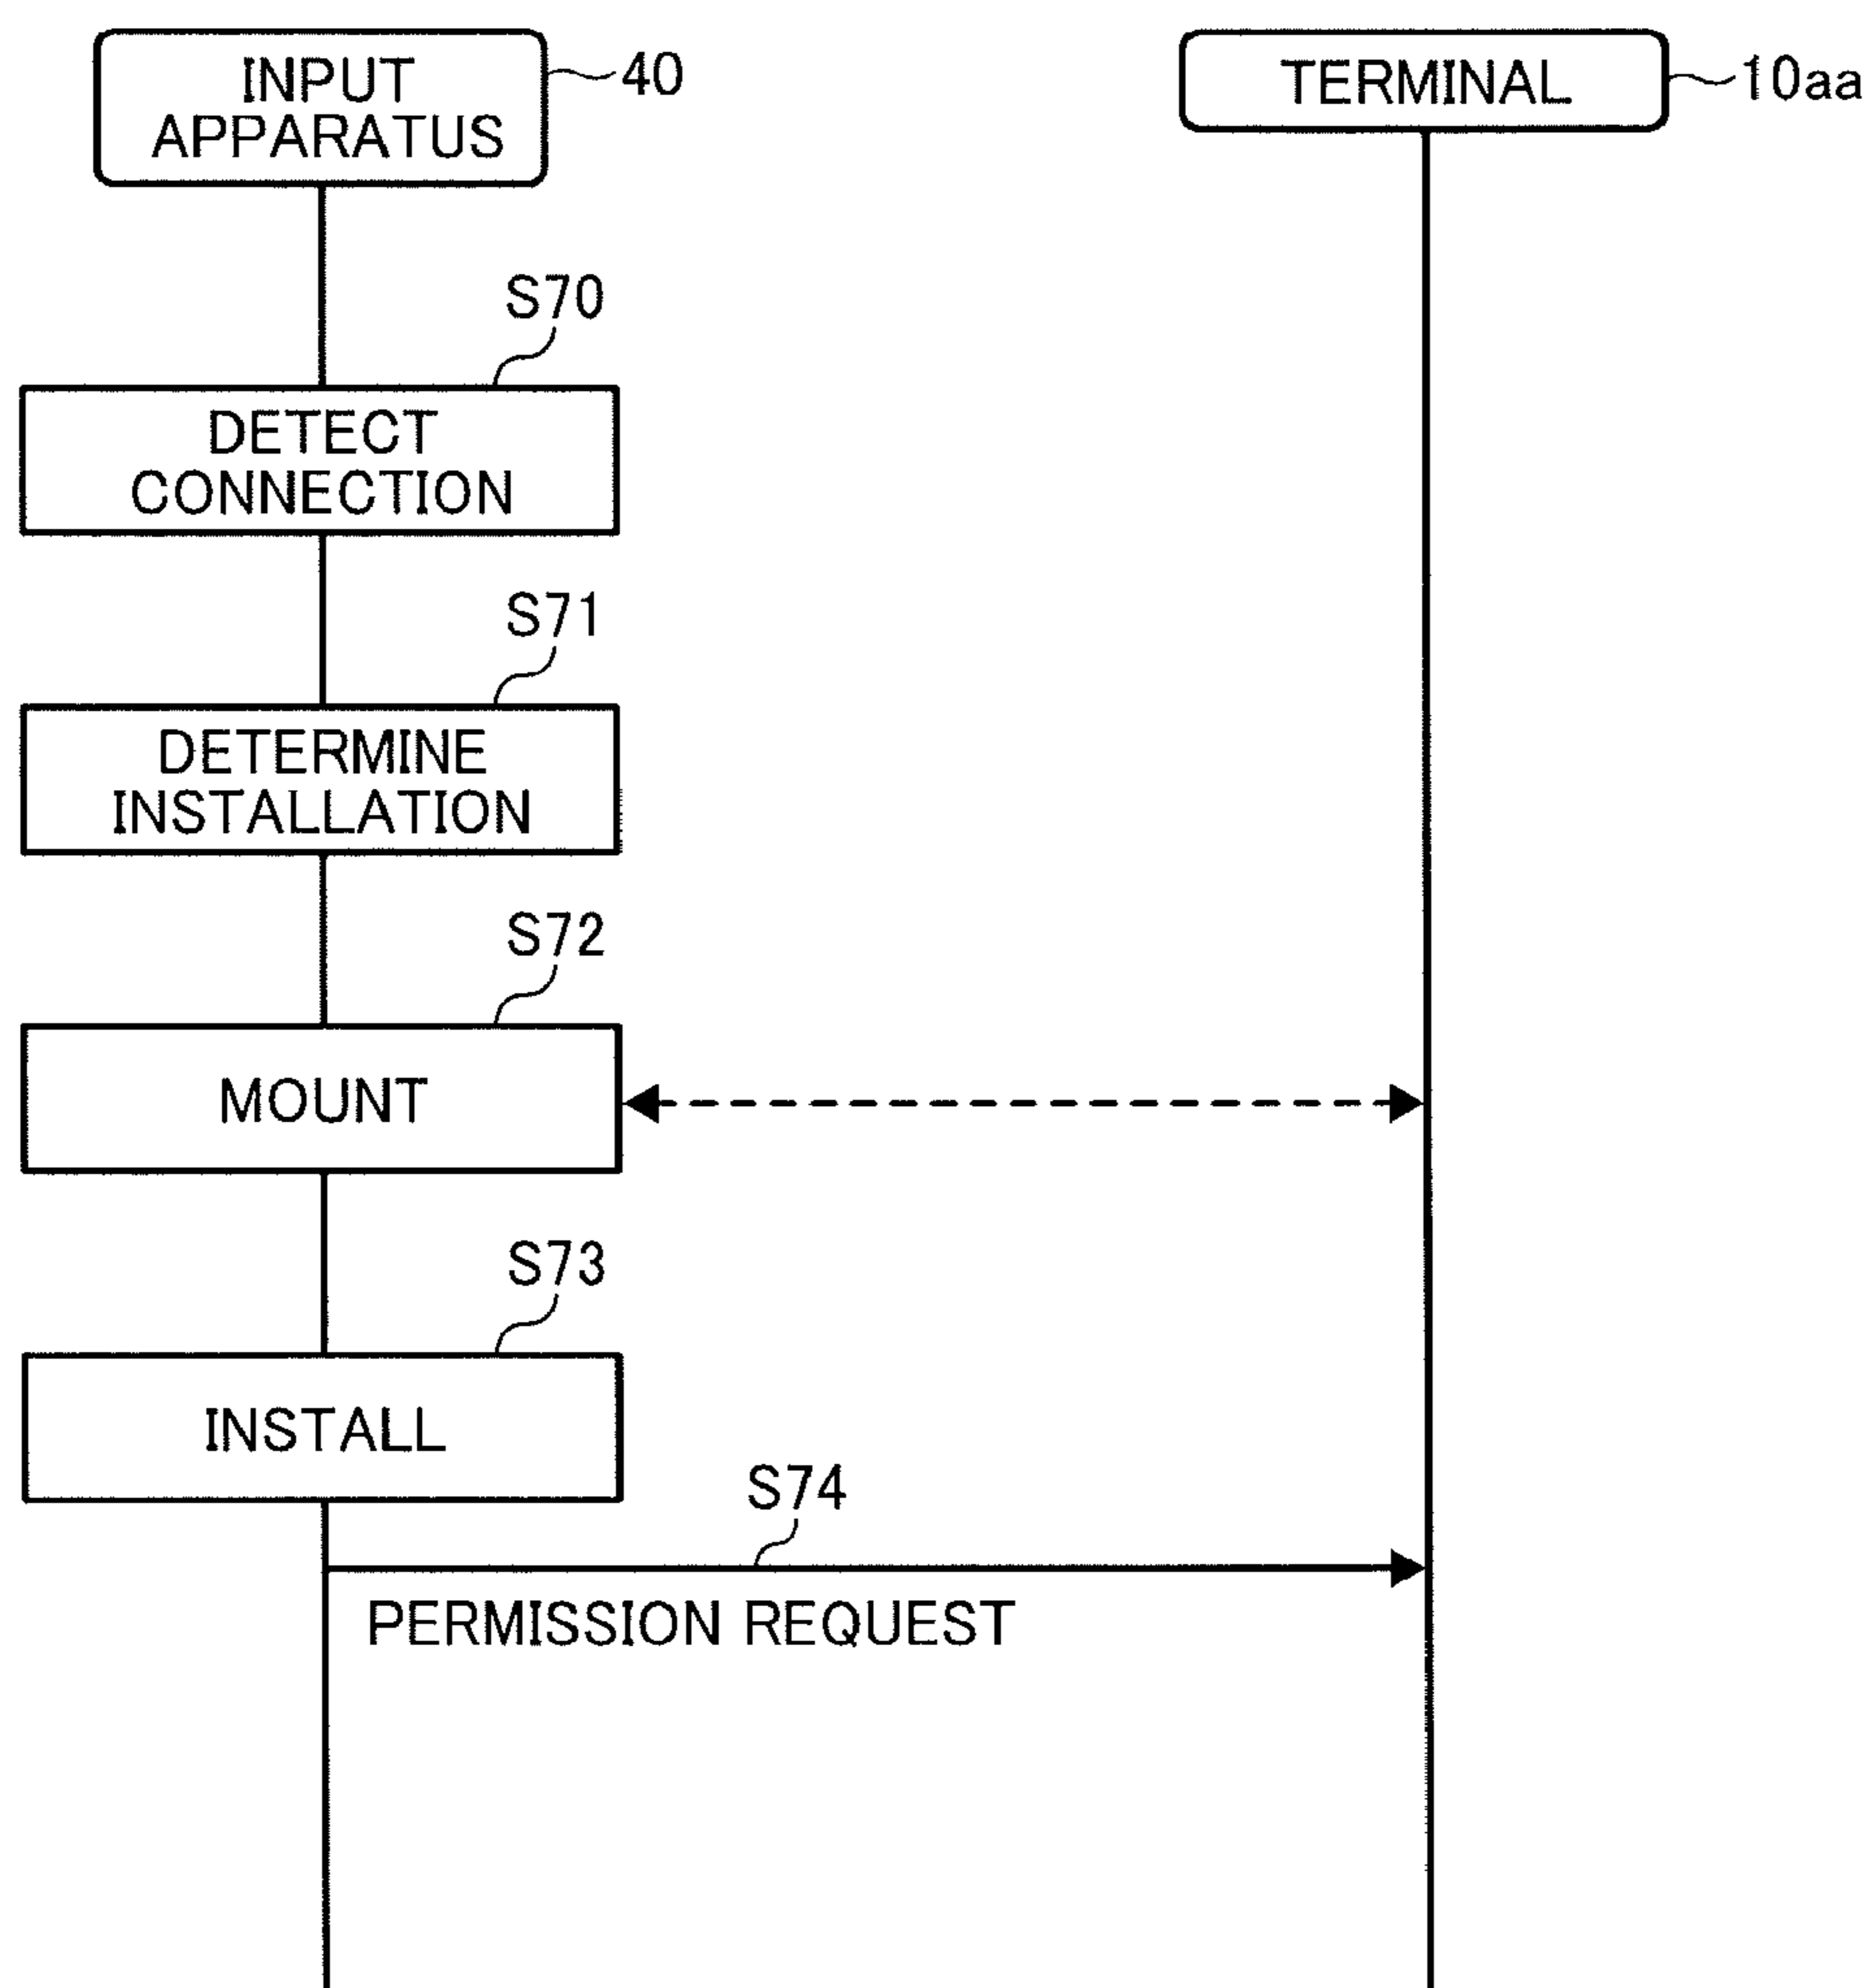 INPUT
APPARATUS
40
TERMINAL
10aa
S70
DETECT
CONNECTION
S71
DETERMINE
INSTALLATION
S72
MOUNT
S73
INSTALL
S74
PERMISSION REQUEST